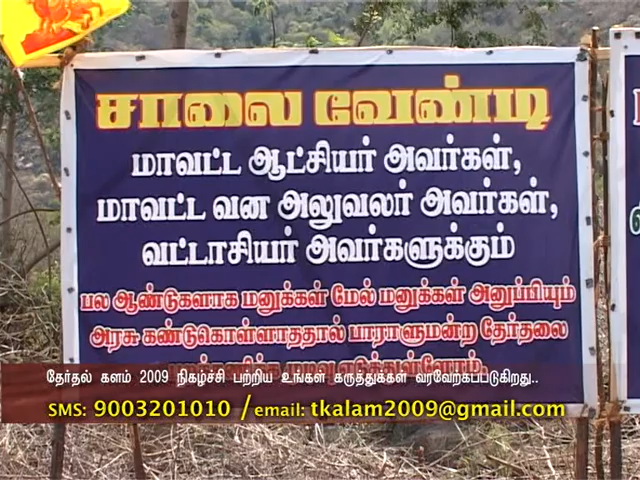 சாலை வேண்டி
மாவட்ட ஆட்சியர் அவர்கள்,
மாவட்ட வன அலுவலர் அவர்கள்,
வட்டாசியர் அவர்களுக்கும்
பல ஆண்டுகளாக மனுக்கள் மேல் மனுக்கள் அனுப்பியும்
அரசு கண்டுகொள்ளாததால் பாராளுமன்ற தேர்தலை
தேர்தல் களம் 2009 நிகழ்ச்சி பற்றிய உங்கள் கருத்துக்கள் வரவேற்கப்படுகிறது..
SMS: 9003201010 / email: tkalam2009@gmail.com